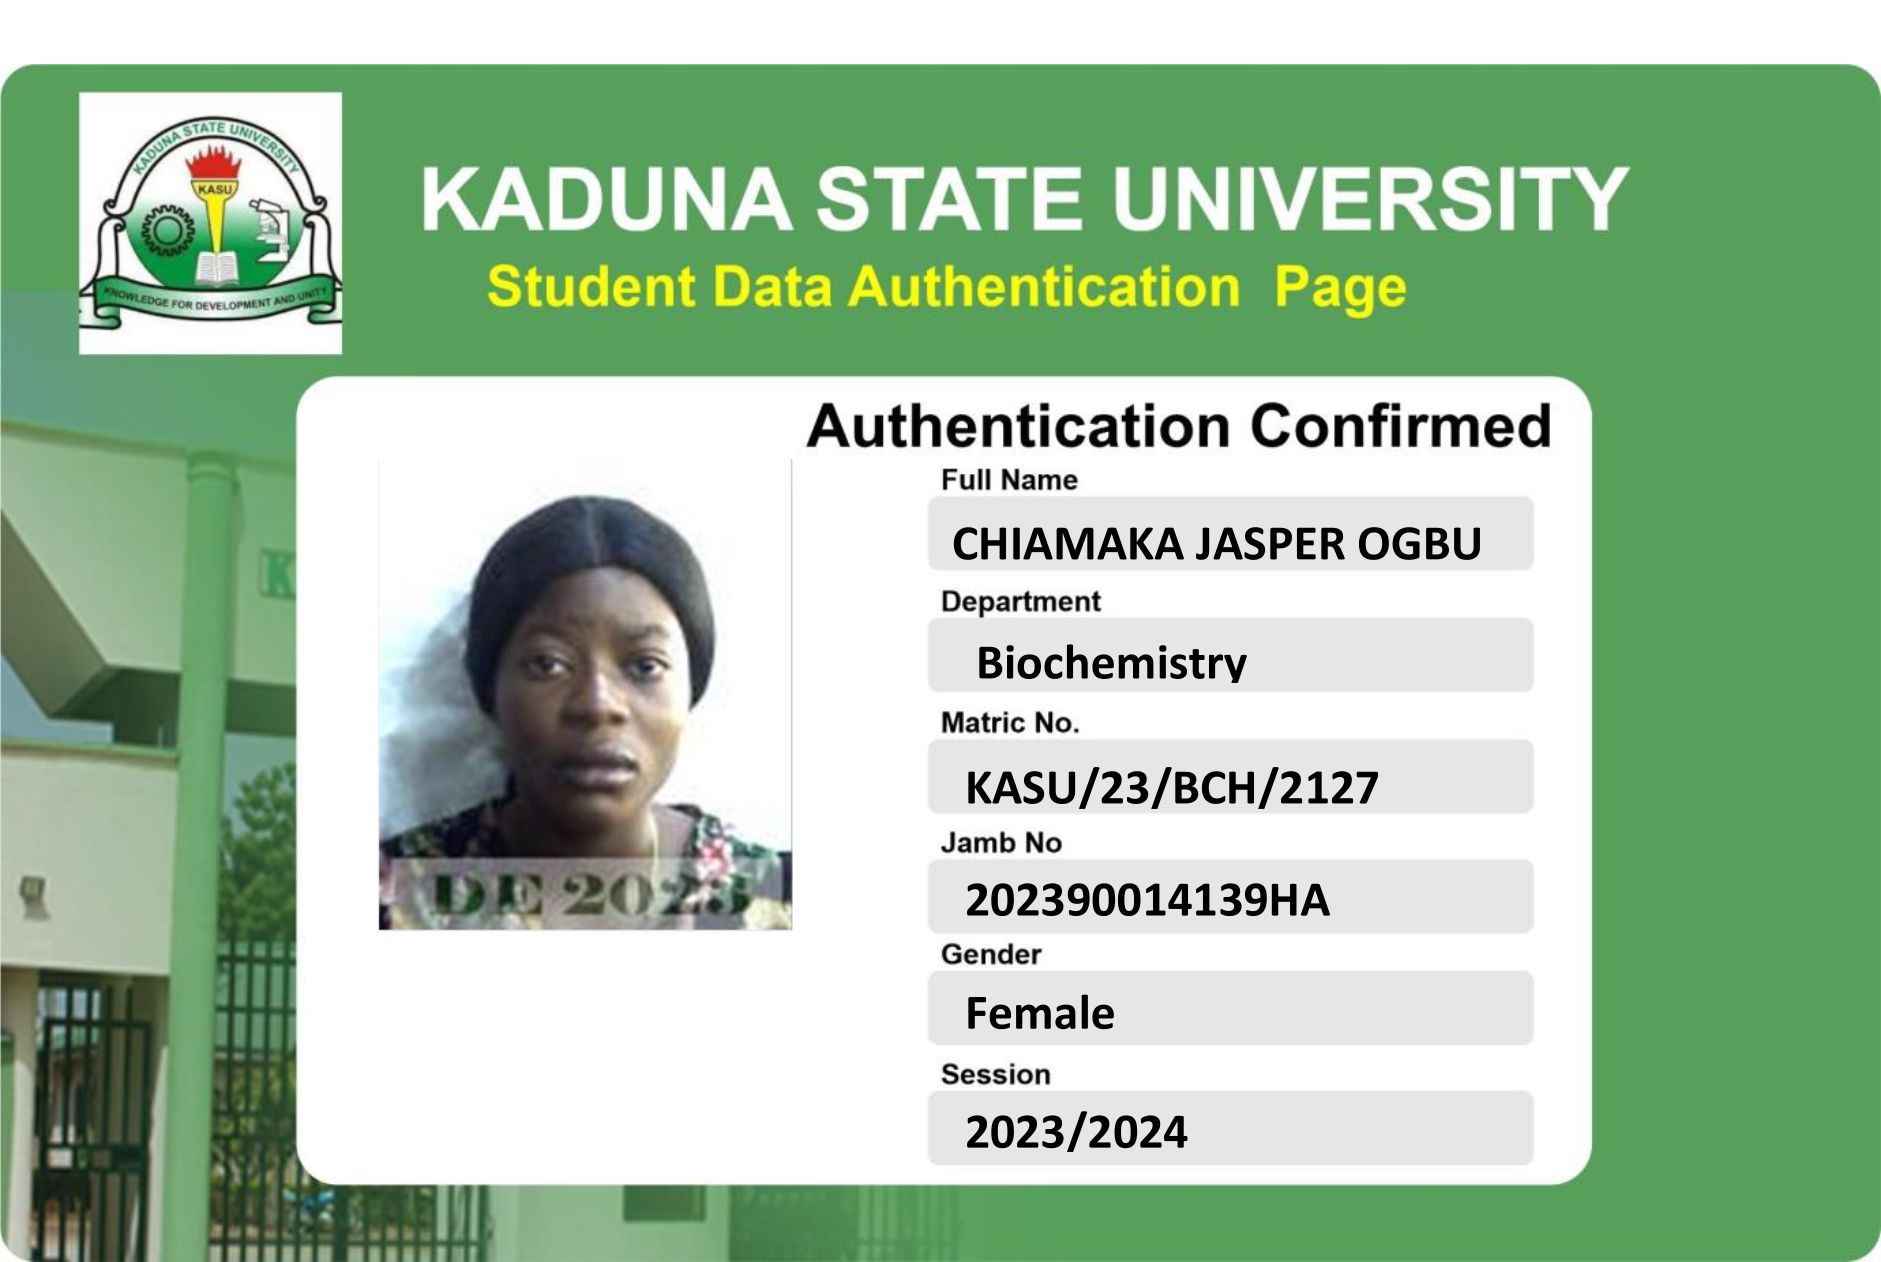 KADUNA STATE UNIVERSITY
KASU
KNOWLEDGE FOR DEVELOPMENT AND UNITY
KADUNA STATE UNIVERSITY
Student Data Authentication Page
Authentication Confirmed
Full Name
CHIAMAKA JASPER OGBU
Department
Biochemistry
Matric No.
KASU/23/BCH/2127
Jamb No
202390014139HA
Gender
Female
Session
2023/2024
DE 2023
K